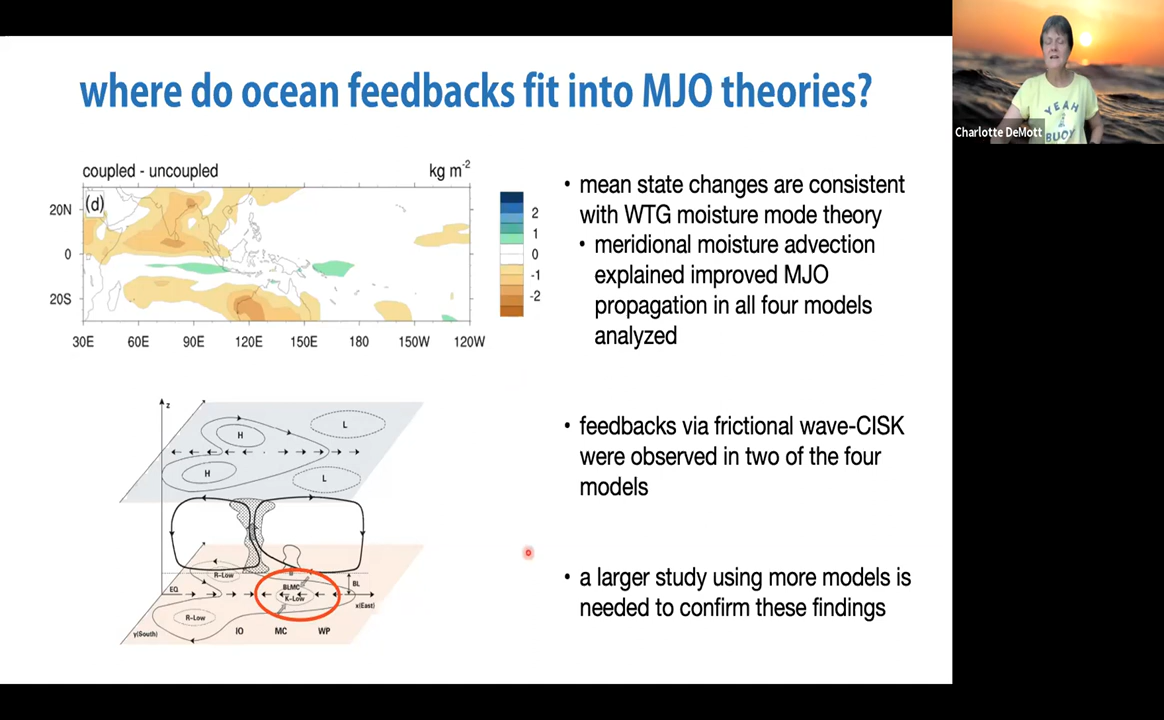 where do ocean feedbacks fit into MJO theories?
coupled - uncoupled
kg m-2
(d)
20N
0
20S
30E 60E 90E 120E 150E 180 150W 120W
2
1
0
-1
-2
• mean state changes are consistent
with WTG moisture mode theory
• meridional moisture advection
explained improved MJO
propagation in all four models
analyzed
z
H
L
H
L
R-Low
EQ
BLMC
K-Low
BL
x(East)
R-Low
y(South)
IO MC WP
• feedbacks via frictional wave-CISK
were observed in two of the four
models
• a larger study using more models is
needed to confirm these findings
YEAH
BUOY
Charlotte DeMott